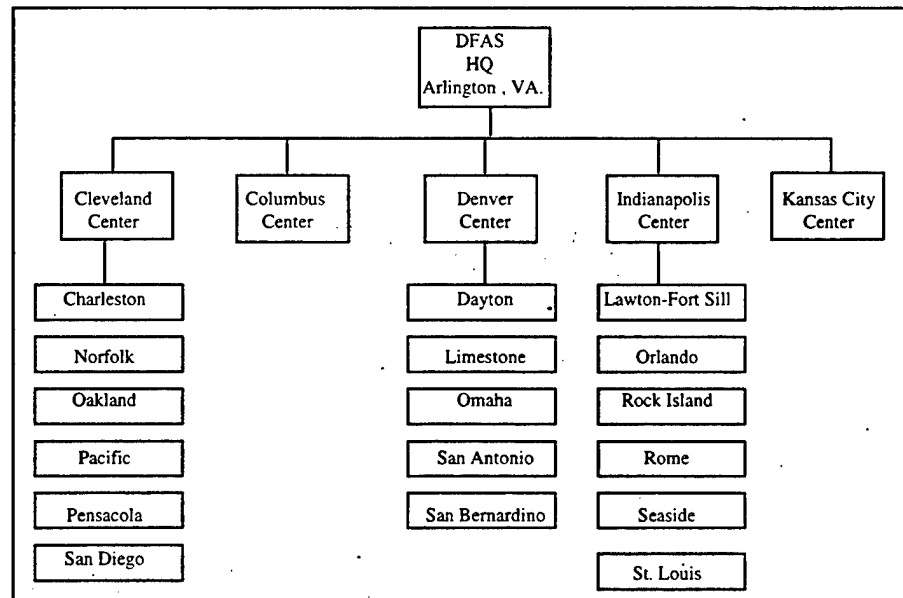 DFAS
HQ
Arlington , VA.
Cleveland
Center
Columbus
Center
Denver
Center
Indianapolis
Center
Kansas City
Center
Charleston
Norfolk
Oakland
Pacific
Pensacola
San Diego
Dayton
Limestone
Omaha
San Antonio
San Bernardino
Lawton-Fort Sill
Orlando
Rock Island
Rome
Seaside
St. Louis